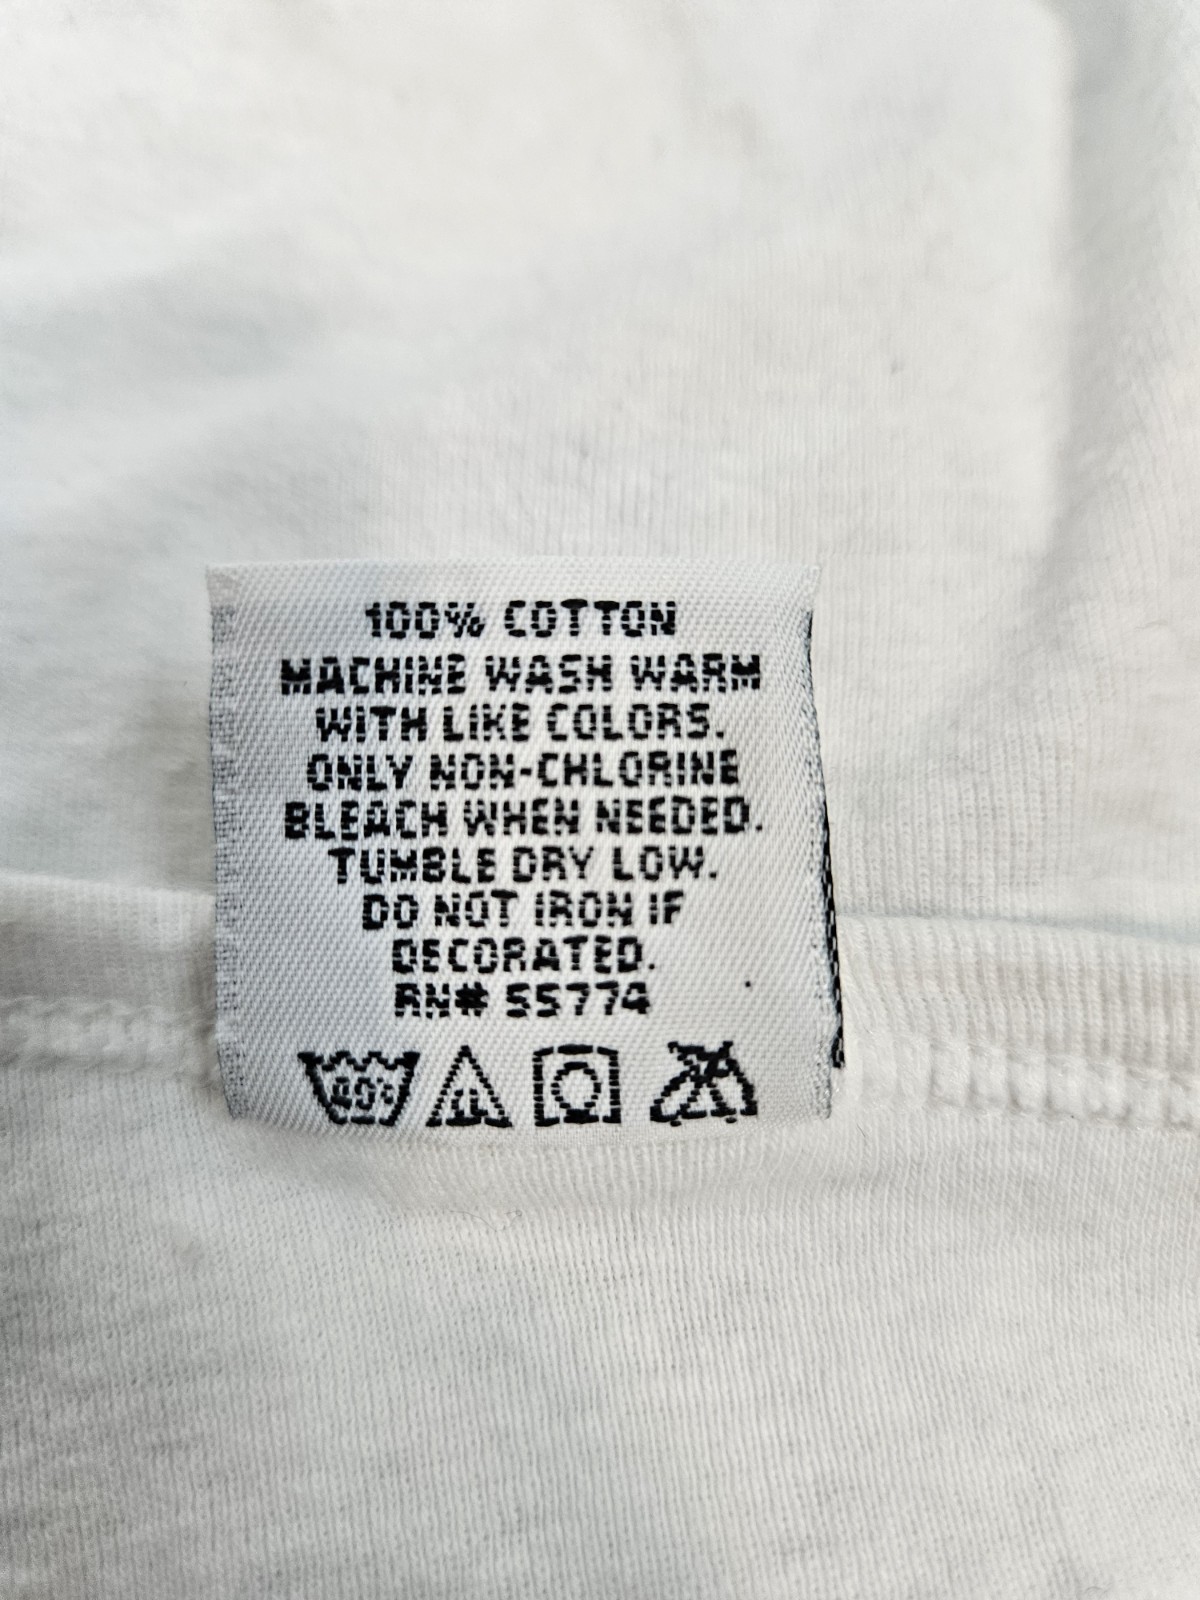 100% COTTON
MACHINE WASH WARM
WITH LIKE COLORS.
ONLY NON-CHLORINE
BLEACH WHEN NEEDED.
TUMBLE DRY LOW.
DO NOT IRON IF
DECORATED.
RN# 55774
40°c